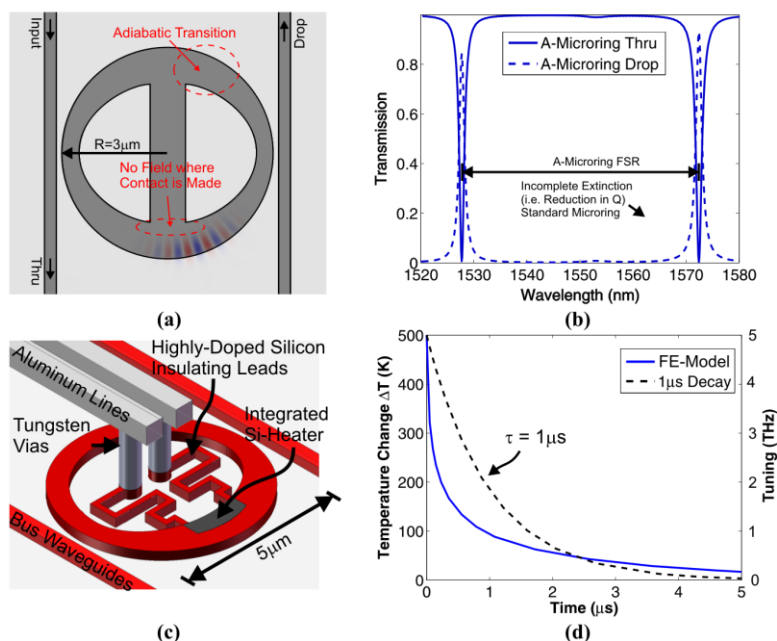 Input
Drop
Adiabatic Transition
R=3μm
No Field where
Contact is Made
Thru
(a)
A-Microring Thru
A-Microring Drop
A-Microring FSR
Incomplete Extinction
(i.e. Reduction in Q)
Standard Microring
Transmission
0.8
0.6
0.4
0.2
0
1520 1530 1540 1550 1560 1570 1580
Wavelength (nm)
(b)
Aluminum Lines
Highly-Doped Silicon
Insulating Leads
Tungsten
Vias
Integrated
Si-Heater
Bus Waveguides
5μm
(c)
FE-Model
1μs Decay
τ = 1μs
Temperature Change ΔT (K)
500
400
300
200
100
0
Tuning (THz)
5
4
3
2
1
0
0 1 2 3 4 5
Time (μs)
(d)